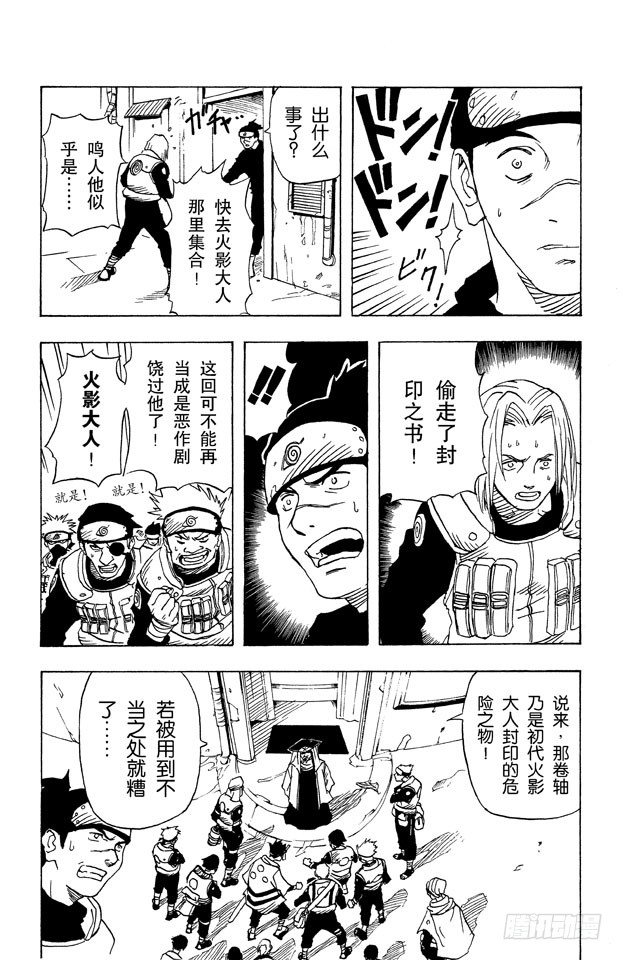 ドン!
ドン!
ビクッ
出什么
事了？
ガチャ…
快去火影大人
那里集合！
鸣人他似
乎是……
偷走了封
印之书！
!!
这回可不能再
当成是恶作剧
饶过他了！
火影大人！
就是！
就是！
说来，那卷轴
乃是初代火影
大人封印的危
险之物！
若被用到不
当之处就糟
了……
腾讯动漫